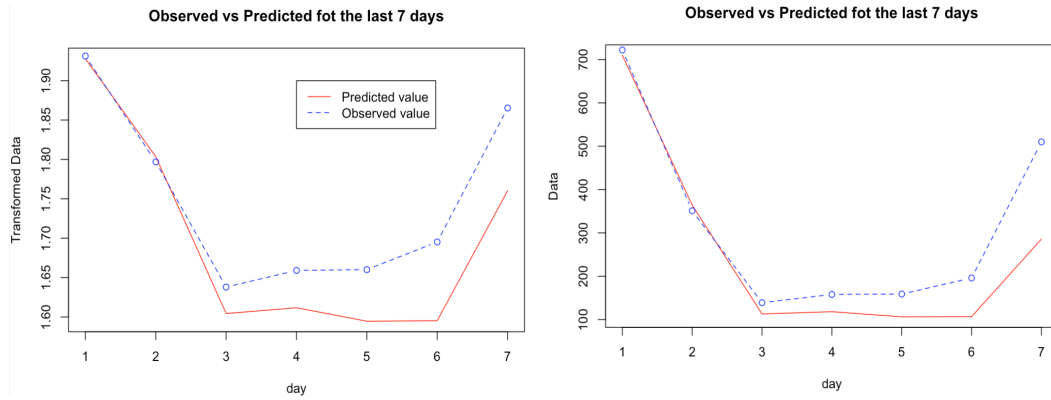 Observed vs Predicted fot the last 7 days
Transformed Data
1.90
1.85
1.80
1.75
1.70
1.65
1.60
Predicted value
Observed value
1 2 3 4 5 6 7
day
Observed vs Predicted fot the last 7 days
Data
700
600
500
400
300
200
100
1 2 3 4 5 6 7
day